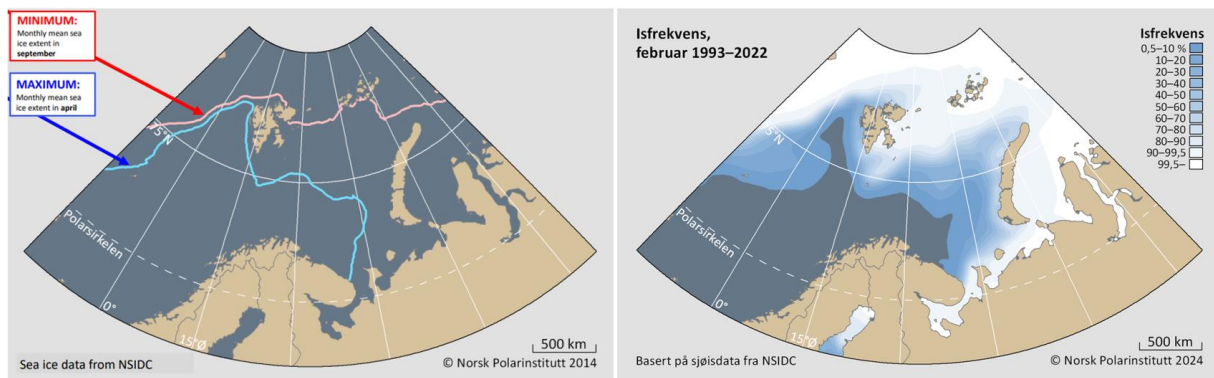 MINIMUM:
Monthly mean sea
ice extent in
september
MAXIMUM:
Monthly mean sea
ice extent in april
75°N
Polarsirkelen
0°
15°Ø
500 km
Sea ice data from NSIDC
© Norsk Polarinstitutt 2014
Isfrekvens,
februar 1993–2022
Isfrekvens
0,5–10 %
10–20
20–30
30–40
40–50
50–60
60–70
70–80
80–90
90–99,5
99,5–
75°N
Polarsirkelen
0°
15°Ø
500 km
Basert på sjøisdata fra NSIDC
© Norsk Polarinstitutt 2024